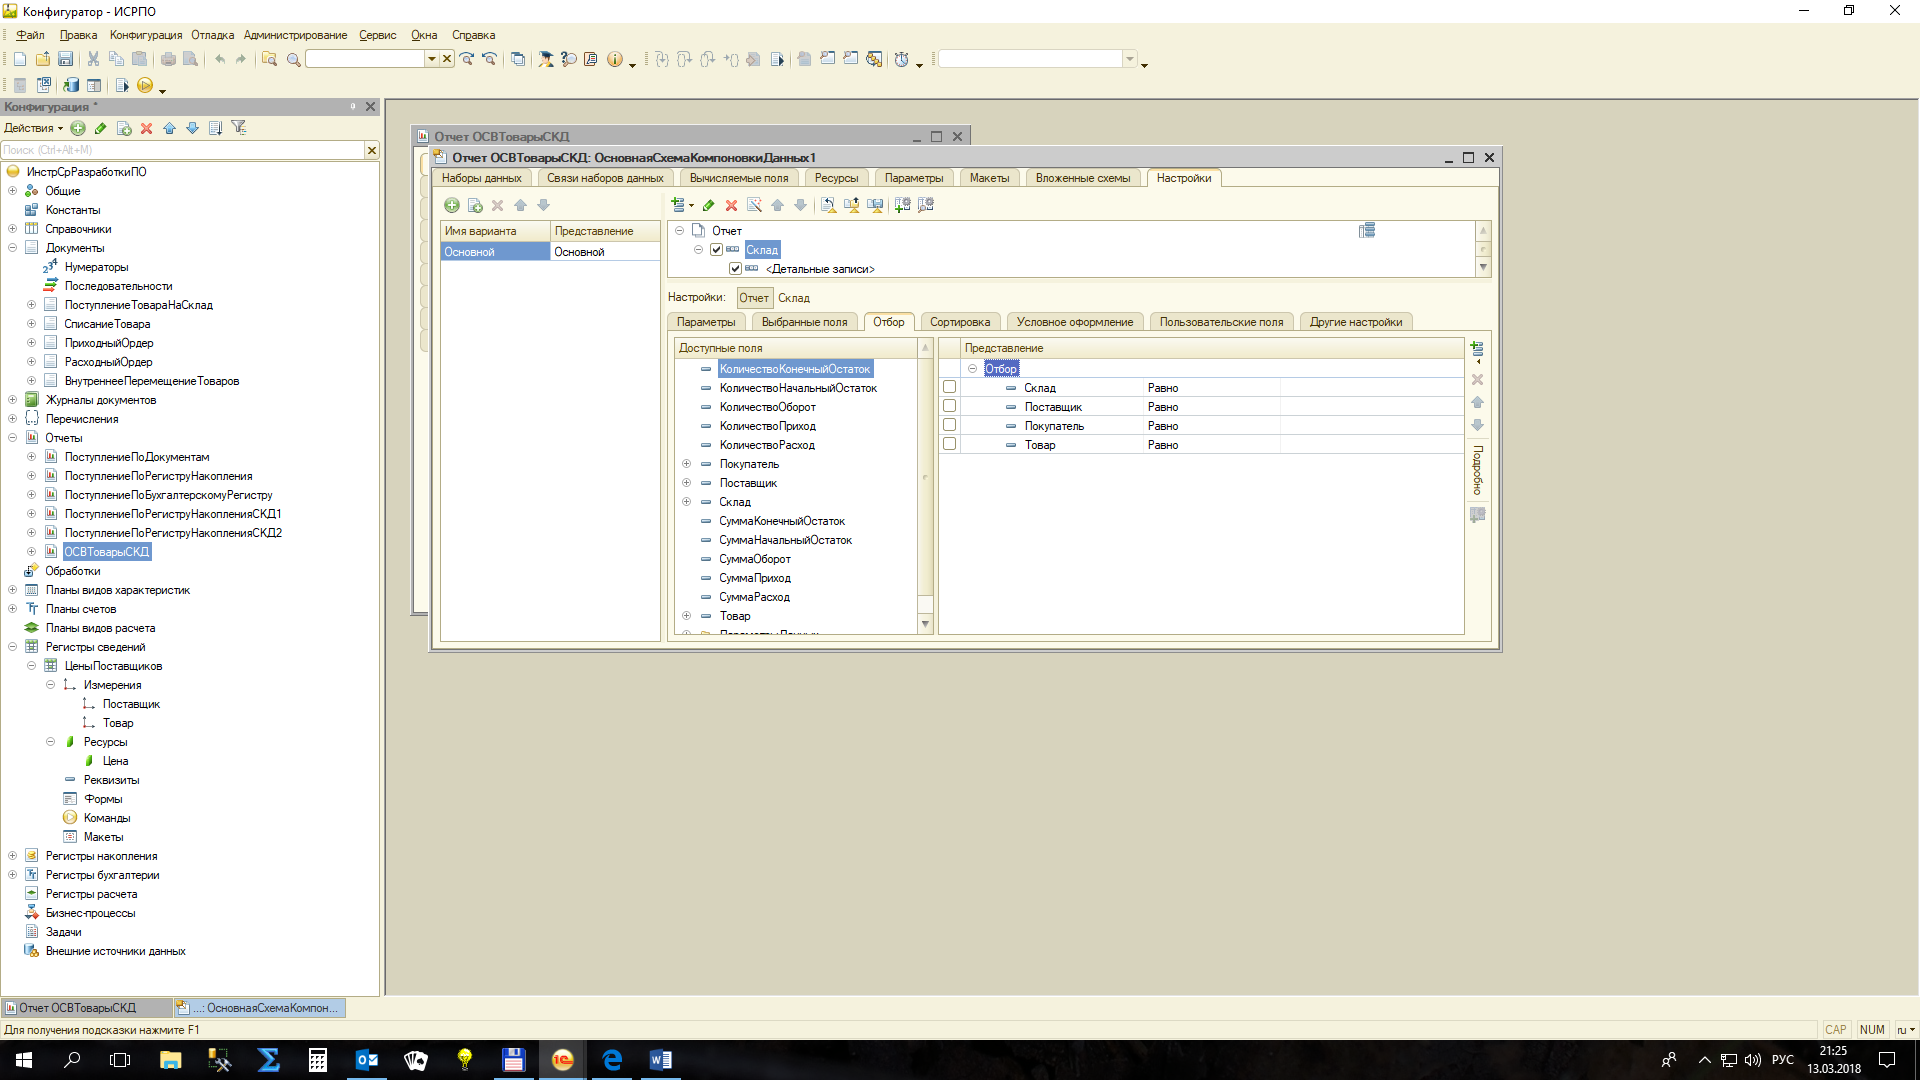 Конфигуратор - ИСРПО
Файл Правка Конфигурация Отладка Администрирование Сервис Окна Справка
Конфигурация *
Действия
Поиск (Ctrl+Alt+M)
ИнстрСрРазработкиПО
Общие
Константы
Справочники
Документы
Нумераторы
Последовательности
ПоступлениеТовараНаСклад
СписаниеТовара
ПриходныйОрдер
РасходныйОрдер
ВнутреннееПеремещениеТоваров
Журналы документов
Перечисления
Отчеты
ПоступлениеПоДокументам
ПоступлениеПоРегиструНакопления
ПоступлениеПоБухгалтерскомуРегистру
ПоступлениеПоРегиструНакопленияСКД1
ПоступлениеПоРегиструНакопленияСКД2
ОСВТоварыСКД
Обработки
Планы видов характеристик
Планы счетов
Планы видов расчета
Регистры сведений
ЦеныПоставщиков
Измерения
Поставщик
Товар
Ресурсы
Цена
Реквизиты
Формы
Команды
Макеты
Регистры накопления
Регистры бухгалтерии
Регистры расчета
Бизнес-процессы
Задачи
Внешние источники данных
Отчет ОСВТоварыСКД
Отчет ОСВТоварыСКД: ОсновнаяСхемаКомпоновкиДанных1
Наборы данных Связи наборов данных Вычисляемые поля Ресурсы Параметры Макеты Вложенные схемы Настройки
Имя варианта Представление
Основной Основной
Отчет
Склад
<Детальные записи>
Настройки: Отчет Склад
Параметры Выбранные поля Отбор Сортировка Условное оформление Пользовательские поля Другие настройки
Доступные поля
КоличествоКонечныйОстаток
КоличествоНачальныйОстаток
КоличествоОборот
КоличествоПриход
КоличествоРасход
Покупатель
Поставщик
Склад
СуммаКонечныйОстаток
СуммаНачальныйОстаток
СуммаОборот
СуммаПриход
СуммаРасход
Товар
ПараметрыДанных
Представление
Отбор
Склад Равно
Поставщик Равно
Покупатель Равно
Товар Равно
Подробно
Отчет ОСВТоварыСКД
...: ОсновнаяСхемаКомпон...
Для получения подсказки нажмите F1
CAP NUM ru
РУС
21:25
13.03.2018